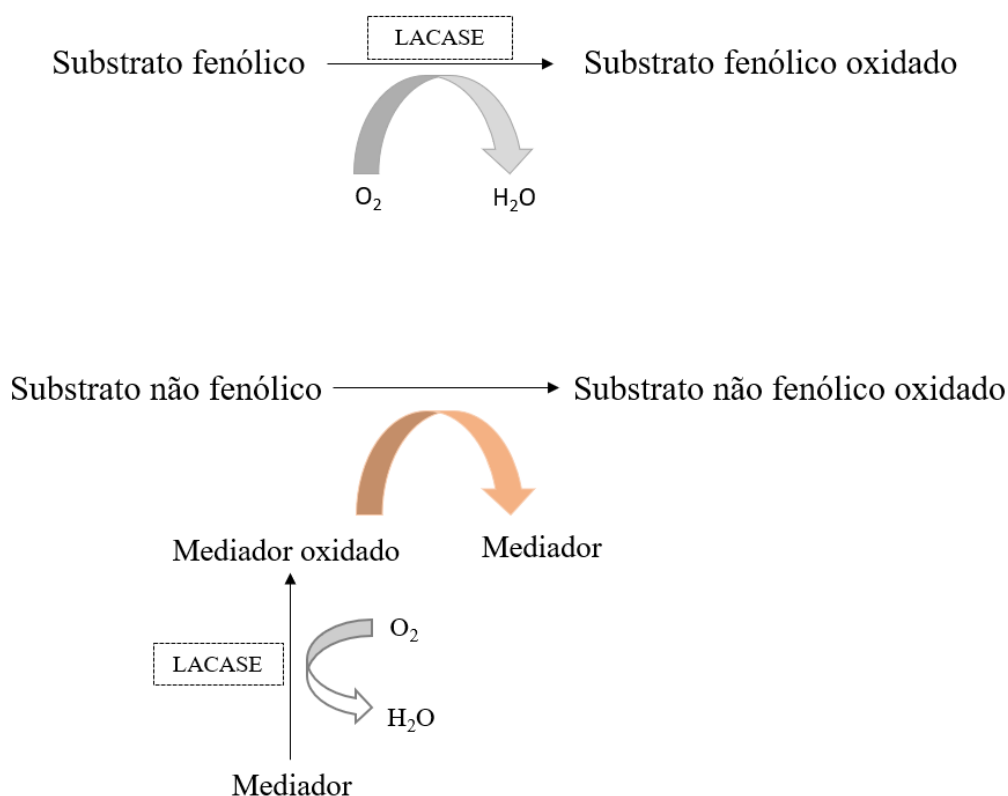 LACASE
Substrato fenólico
Substrato fenólico oxidado
O₂
H₂O
Substrato não fenólico
Substrato não fenólico oxidado
Mediador oxidado
Mediador
O₂
LACASE
H₂O
Mediador